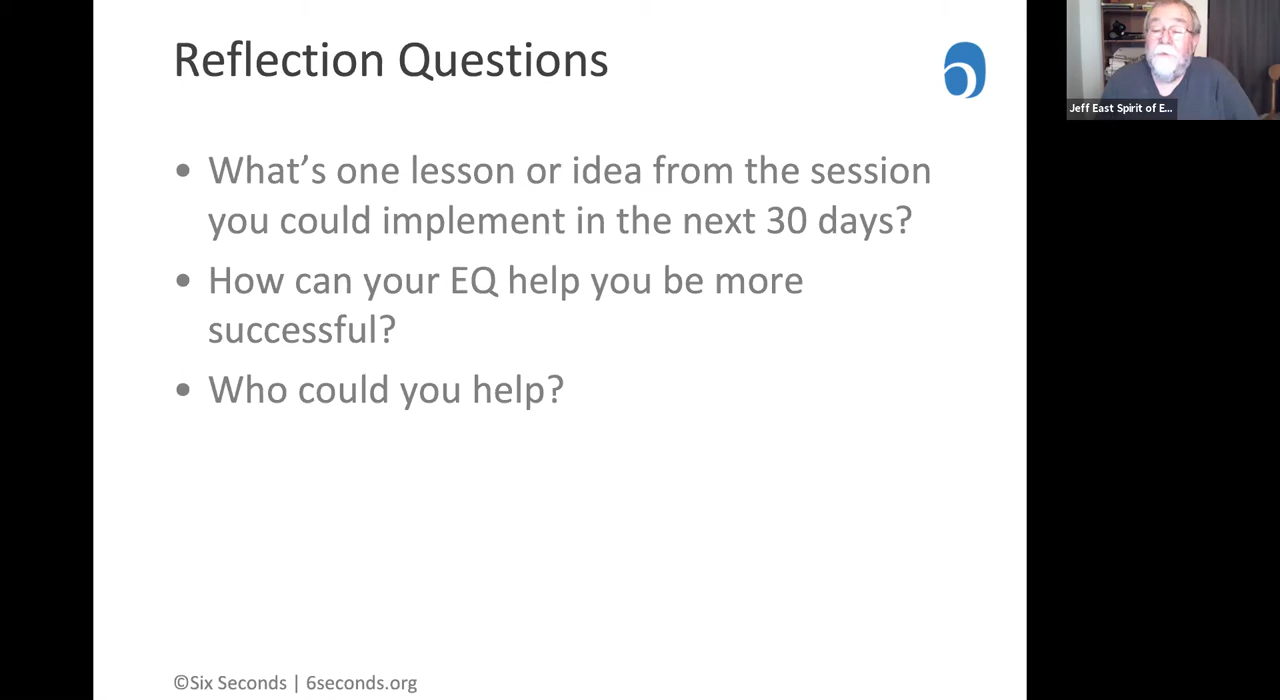 Reflection Questions
• What’s one lesson or idea from the session
you could implement in the next 30 days?
• How can your EQ help you be more
successful?
• Who could you help?
©Six Seconds | 6seconds.org
Jeff East Spirit of E...